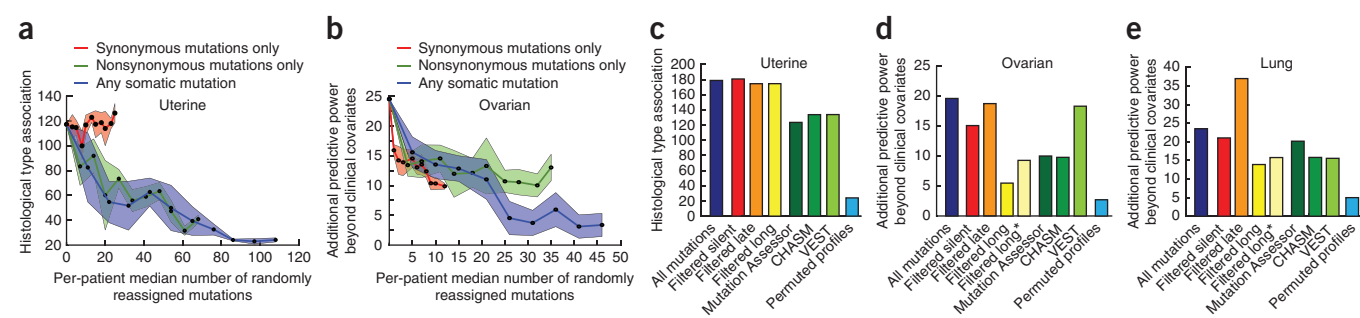 a
Synonymous mutations only
Nonsynonymous mutations only
Any somatic mutation
Histological type association
Uterine
140
120
100
80
60
40
20
0 20 40 60 80 100 120
Per-patient median number of randomly
reassigned mutations
b
Synonymous mutations only
Nonsynonymous mutations only
Any somatic mutation
Additional predictive power
beyond clinical covariates
Ovarian
25
20
15
10
5
0
5 10 15 20 25 30 35 40 45 50
Per-patient median number of randomly
reassigned mutations
c
Uterine
Histological type association
200
180
160
140
120
100
80
60
40
20
0
All mutations
Filtered silent
Filtered late
Filtered long
Mutation Assessor
CHASM
VEST
Permuted profiles
d
Ovarian
Additional predictive power
beyond clinical covariates
25
20
15
10
5
0
All mutations
Filtered silent
Filtered late
Filtered long
Filtered long*
Mutation Assessor
CHASM
VEST
Permuted profiles
e
Lung
Additional predictive power
beyond clinical covariates
40
35
30
25
20
15
10
5
0
All mutations
Filtered silent
Filtered late
Filtered long
Filtered long*
Mutation Assessor
CHASM
VEST
Permuted profiles